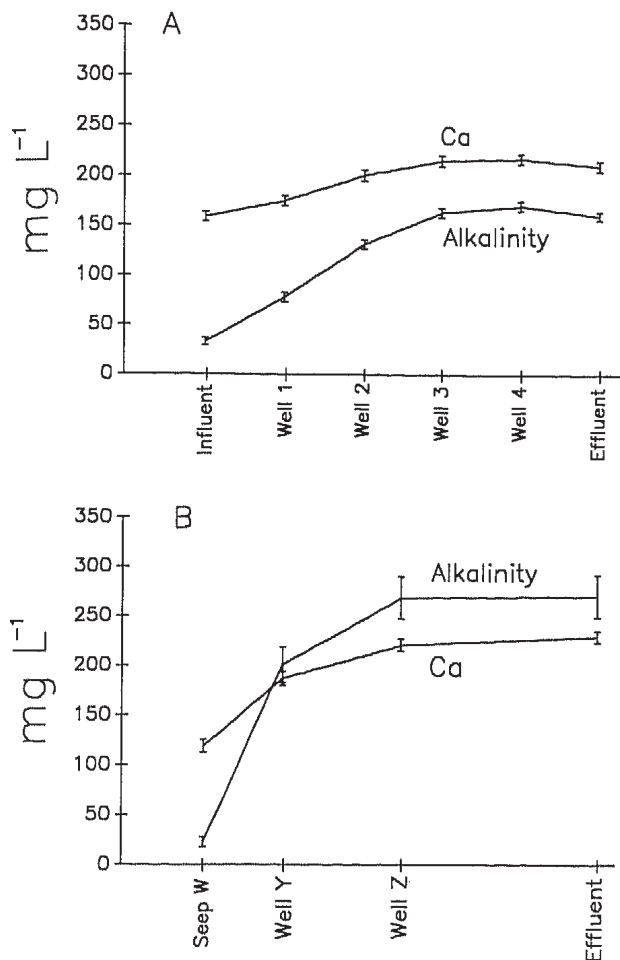 A
350
300
250
200
150
100
50
0
mg L⁻¹
Ca
Alkalinity
Influent
Well 1
Well 2
Well 3
Well 4
Effluent
B
350
300
250
200
150
100
50
0
mg L⁻¹
Alkalinity
Ca
Seep W
Well Y
Well Z
Effluent